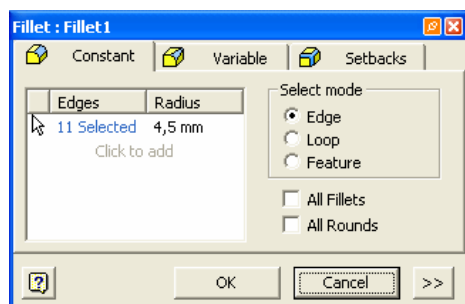 Fillet : Fillet1
Constant Variable Setbacks
Edges Radius
11 Selected 4,5 mm
Click to add
Select mode
Edge
Loop
Feature
All Fillets
All Rounds
? OK Cancel >>